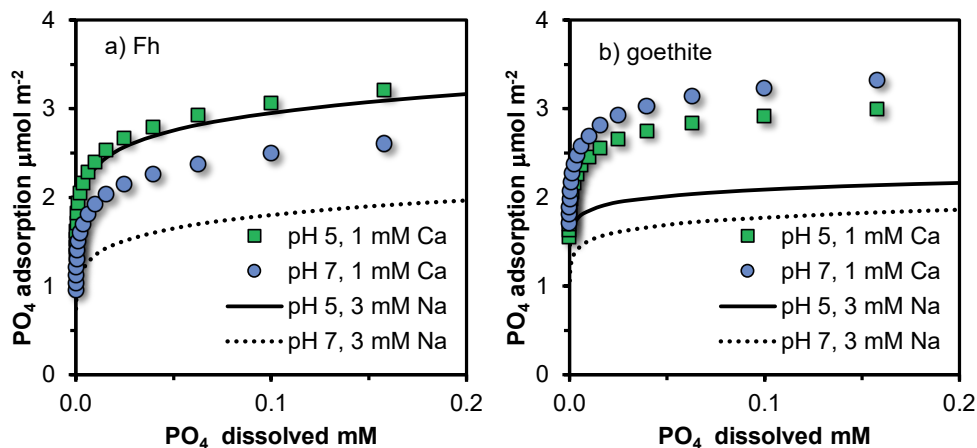 a) Fh
PO₄ adsorption µmol m⁻²
4
3
2
1
0
0.0
0.1
0.2
PO₄ dissolved mM
pH 5, 1 mM Ca
pH 7, 1 mM Ca
pH 5, 3 mM Na
pH 7, 3 mM Na
b) goethite
PO₄ adsorption µmol m⁻²
4
3
2
1
0
0.0
0.1
0.2
PO₄ dissolved mM
pH 5, 1 mM Ca
pH 7, 1 mM Ca
pH 5, 3 mM Na
pH 7, 3 mM Na